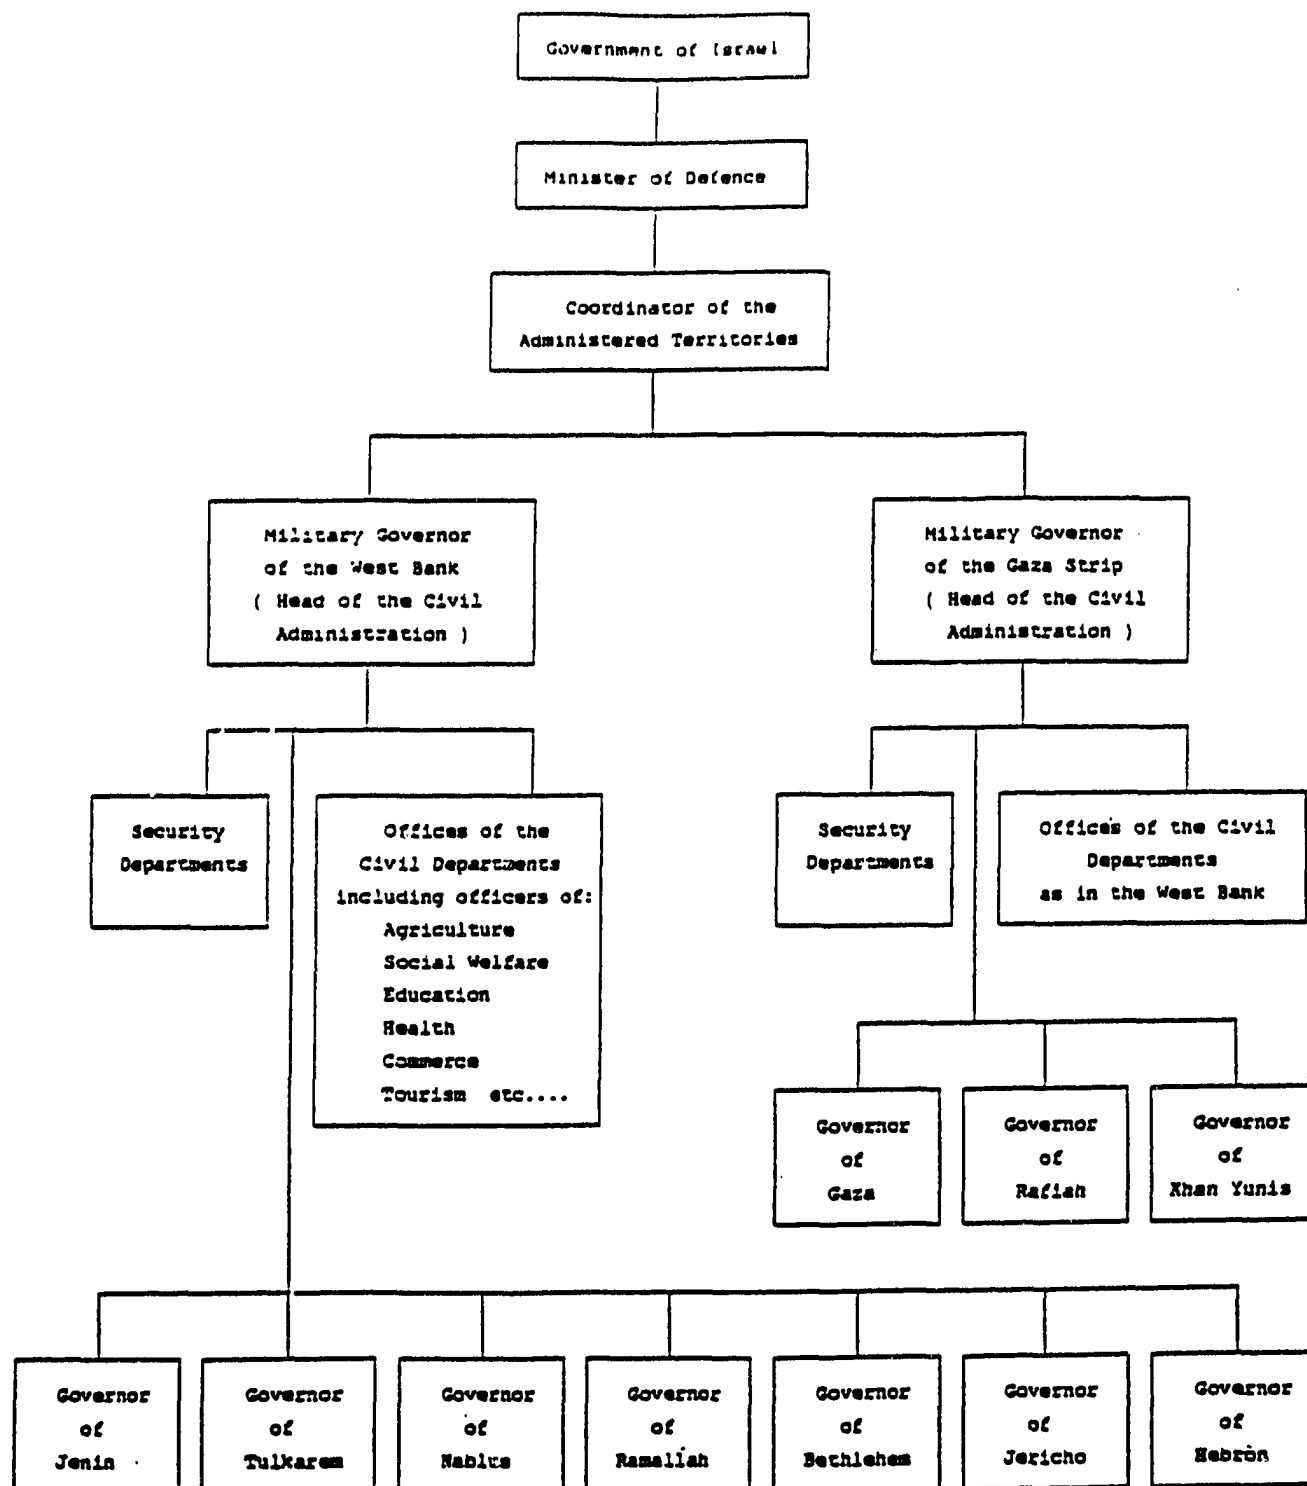 Government of Israel
Minister of Defence
Coordinator of the
Administered Territories
Military Governor
of the West Bank
( Head of the Civil
Administration )
Military Governor
of the Gaza Strip
( Head of the Civil
Administration )
Security
Departments
Offices of the
Civil Departments
including officers of:
Agriculture
Social Welfare
Education
Health
Commerce
Tourism etc....
Security
Departments
Offices of the Civil
Departments
as in the West Bank
Governor
of
Gaza
Governor
of
Rafiah
Governor
of
Khan Yunis
Governor
of
Jenin
Governor
of
Tulkarem
Governor
of
Nablus
Governor
of
Ramallah
Governor
of
Bethlehem
Governor
of
Jericho
Governor
of
Hebron